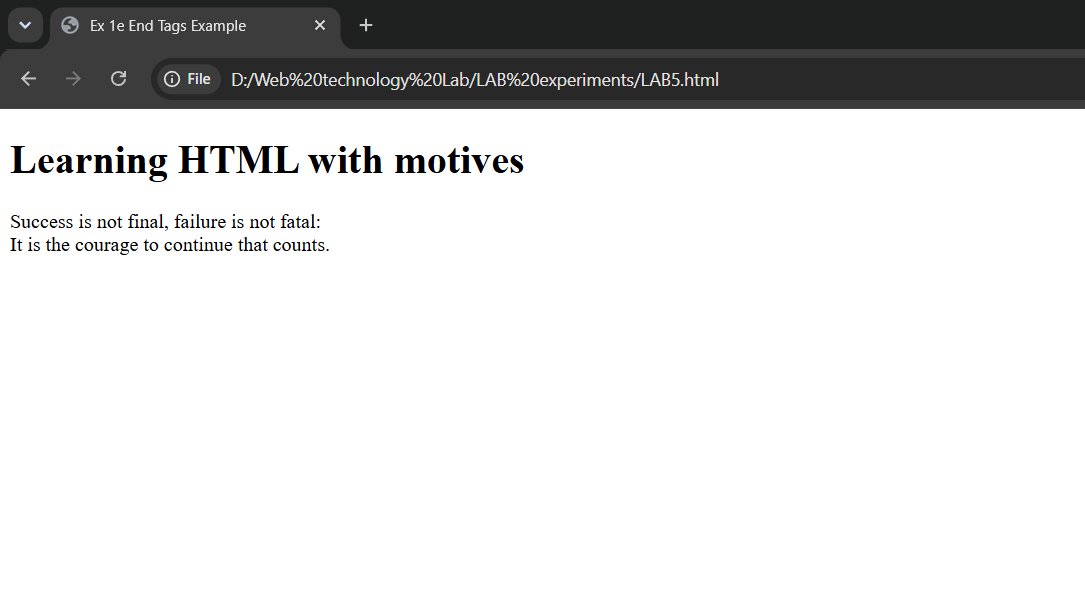 Ex 1e End Tags Example
File D:/Web%20technology%20Lab/LAB%20experiments/LAB5.html
Learning HTML with motives
Success is not final, failure is not fatal:
It is the courage to continue that counts.